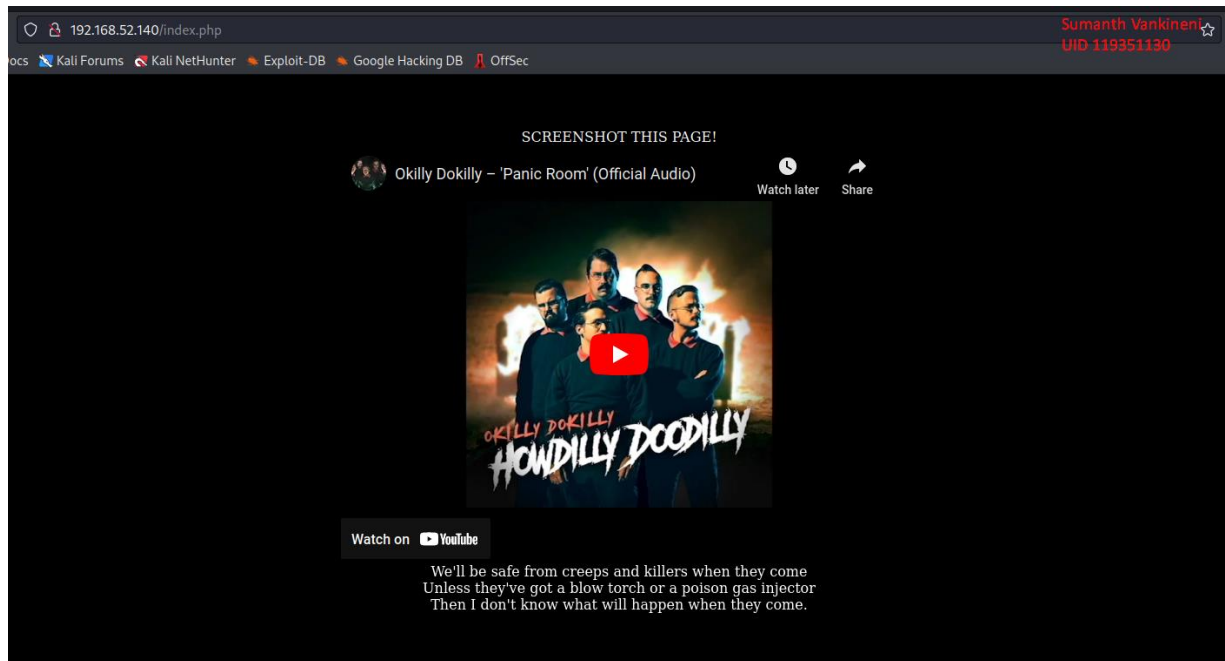 192.168.52.140/index.php
Sumanth Vankineni
UID 119351130
ocs Kali Forums Kali NetHunter Exploit-DB Google Hacking DB OffSec
SCREENSHOT THIS PAGE!
Okilly Dokilly – 'Panic Room' (Official Audio)
Watch later
Share
OKILLY DOKILLY
HOWDILLY DOODILLY
Watch on YouTube
We'll be safe from creeps and killers when they come
Unless they've got a blow torch or a poison gas injector
Then I don't know what will happen when they come.